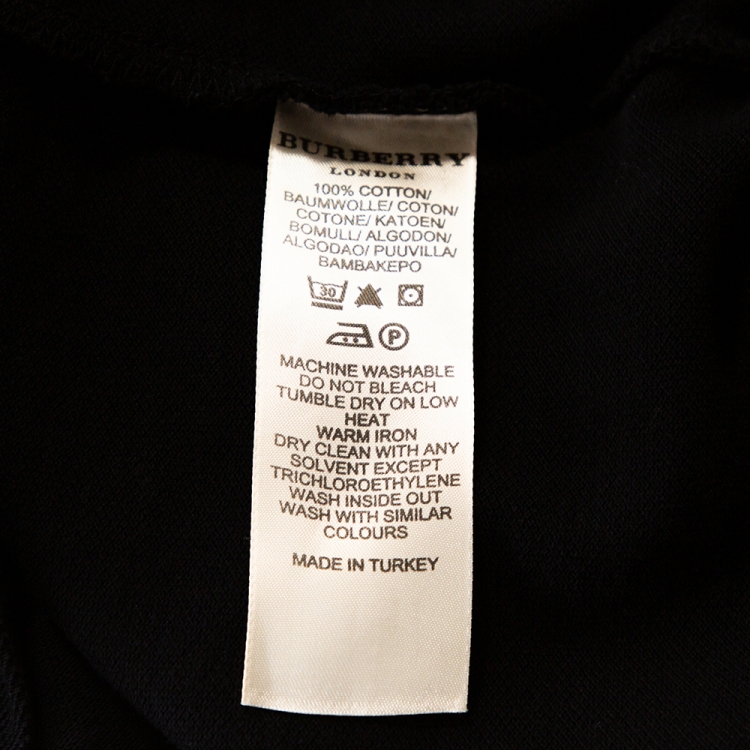 BURBERRY
LONDON
100% COTTON/
BAUMWOLLE/ COTON/
COTONE/ KATOEN/
BOMULL/ ALGODON/
ALGODAO/ PUUVILLA/
BAMBAKEPO
30
P
MACHINE WASHABLE
DO NOT BLEACH
TUMBLE DRY ON LOW
HEAT
WARM IRON
DRY CLEAN WITH ANY
SOLVENT EXCEPT
TRICHLOROETHYLENE
WASH INSIDE OUT
WASH WITH SIMILAR
COLOURS
MADE IN TURKEY